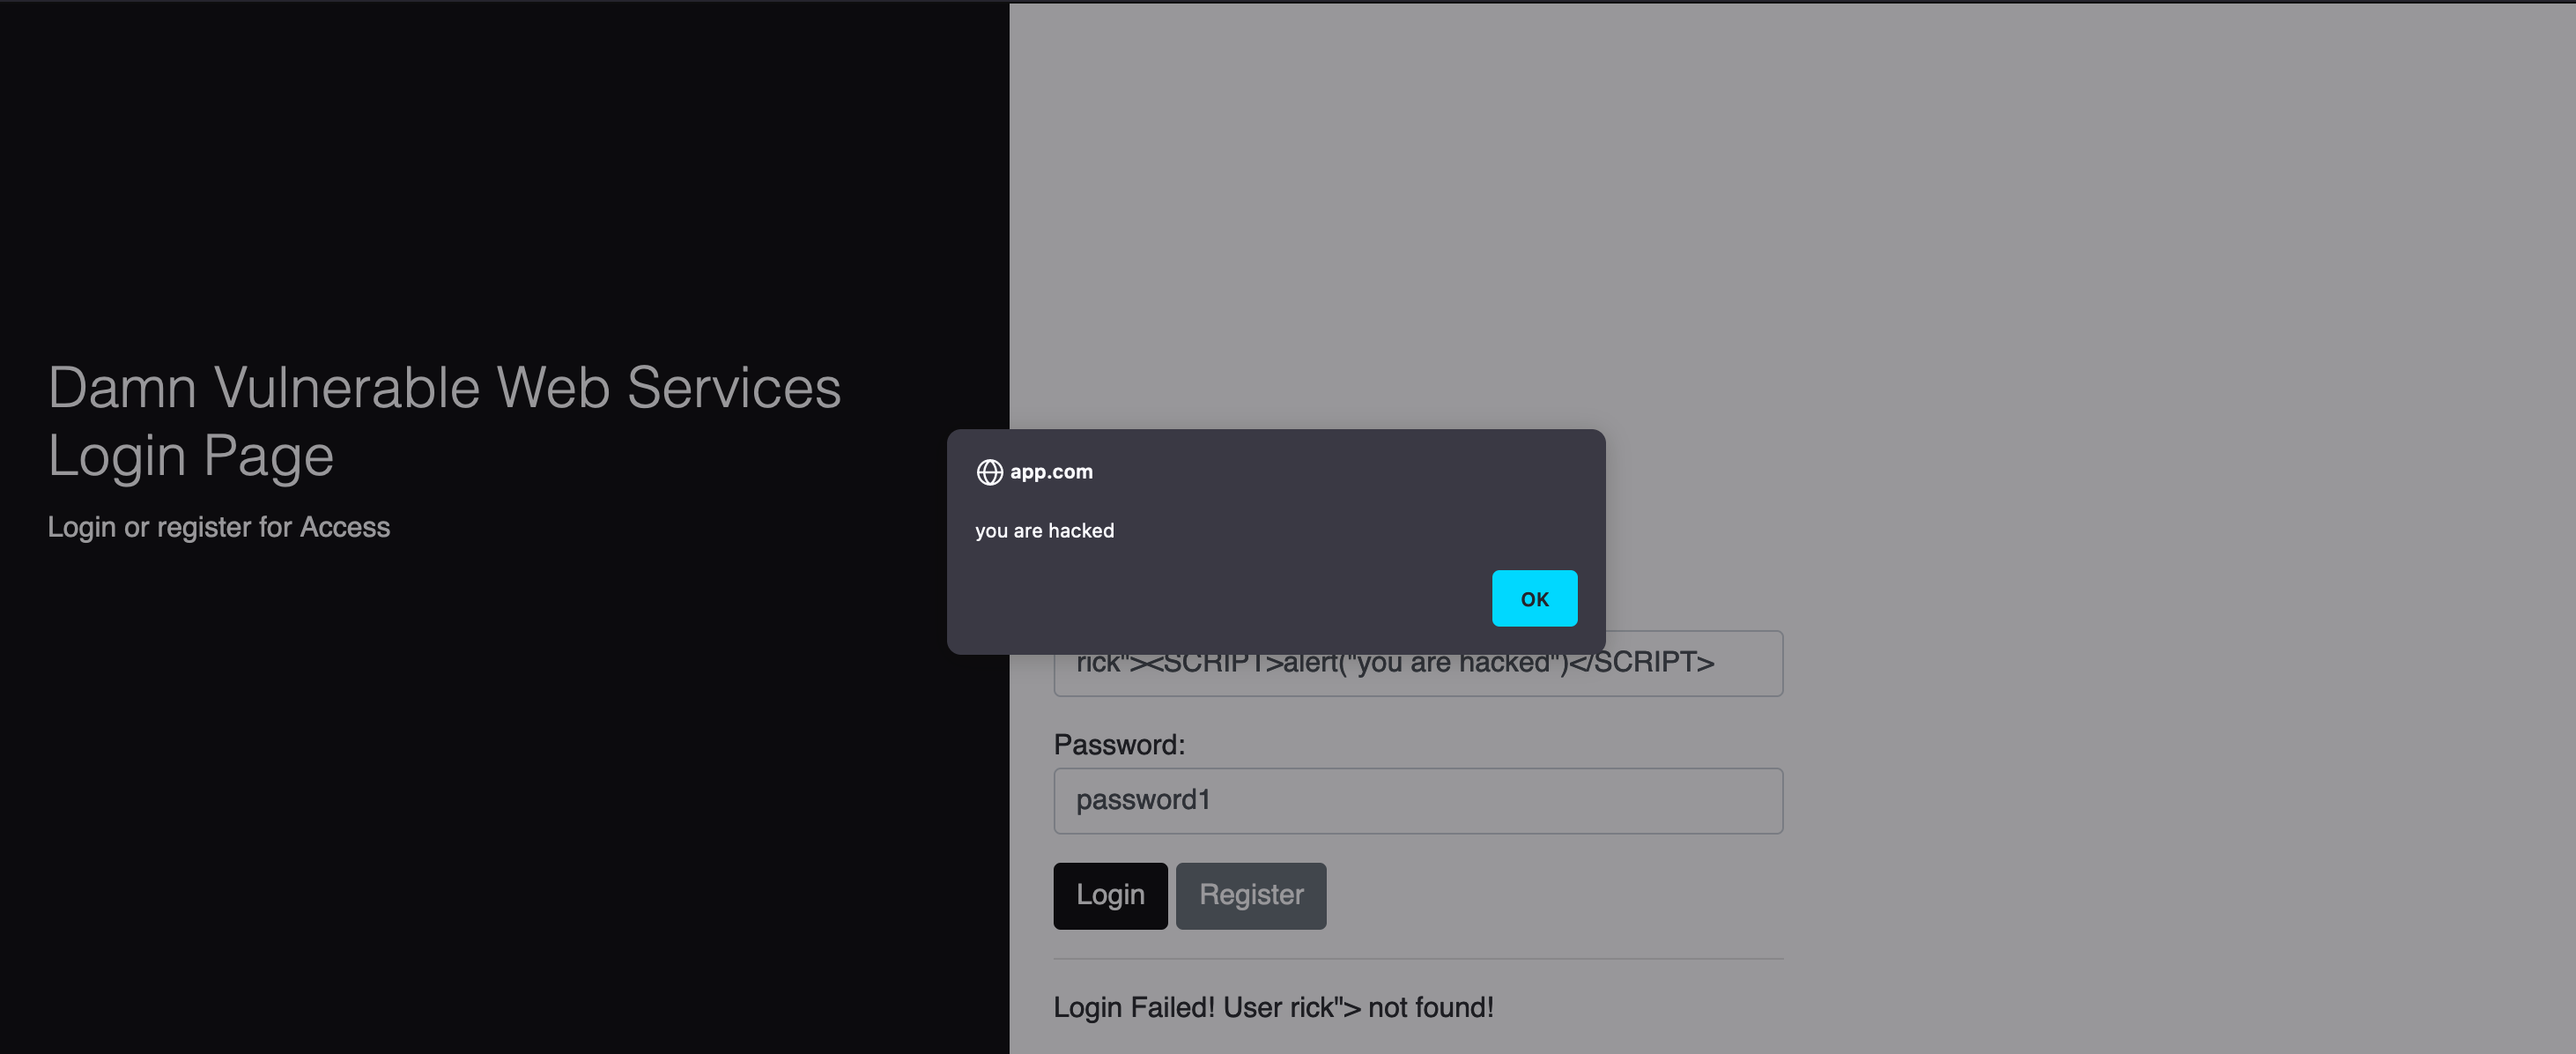 Damn Vulnerable Web Services
Login Page
Login or register for Access
app.com
you are hacked
OK
rick"><SCRIPT>alert("you are hacked")</SCRIPT>
Password:
password1
Login
Register
Login Failed! User rick"> not found!